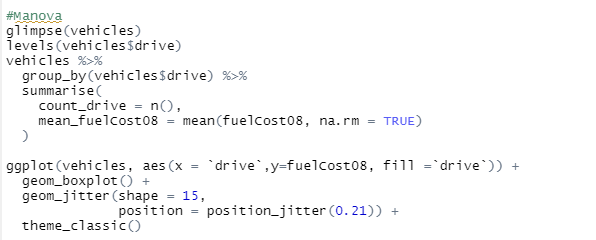 #Manova
glimpse(vehicles)
levels(vehicles$drive)
vehicles %>%
  group_by(vehicles$drive) %>%
  summarise(
    count_drive = n(),
    mean_fuelCost08 = mean(fuelCost08, na.rm = TRUE)
  )

ggplot(vehicles, aes(x = `drive`,y=fuelCost08, fill =`drive`)) +
  geom_boxplot() +
  geom_jitter(shape = 15,
              position = position_jitter(0.21)) +
  theme_classic()